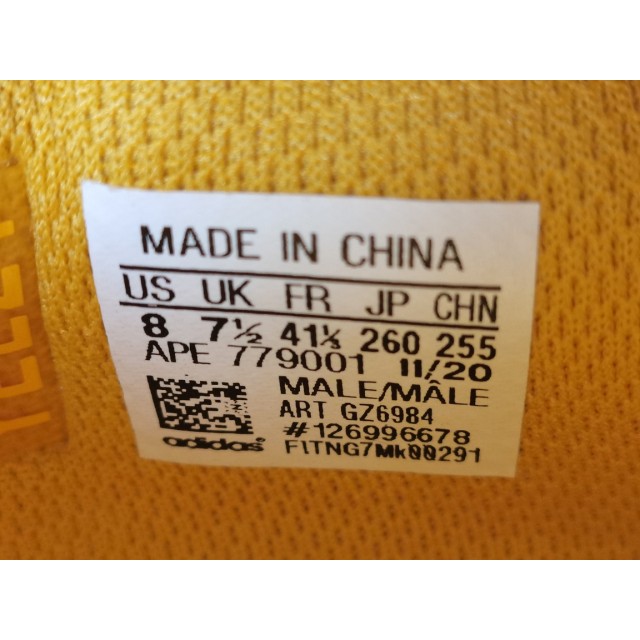 MADE IN CHINA
US UK FR JP CHN
8 7½ 41⅓ 260 255
APE 779001 11/20
MALE/MÂLE
ART GZ6984
#126996678
adidas
FITNG7Mk00291